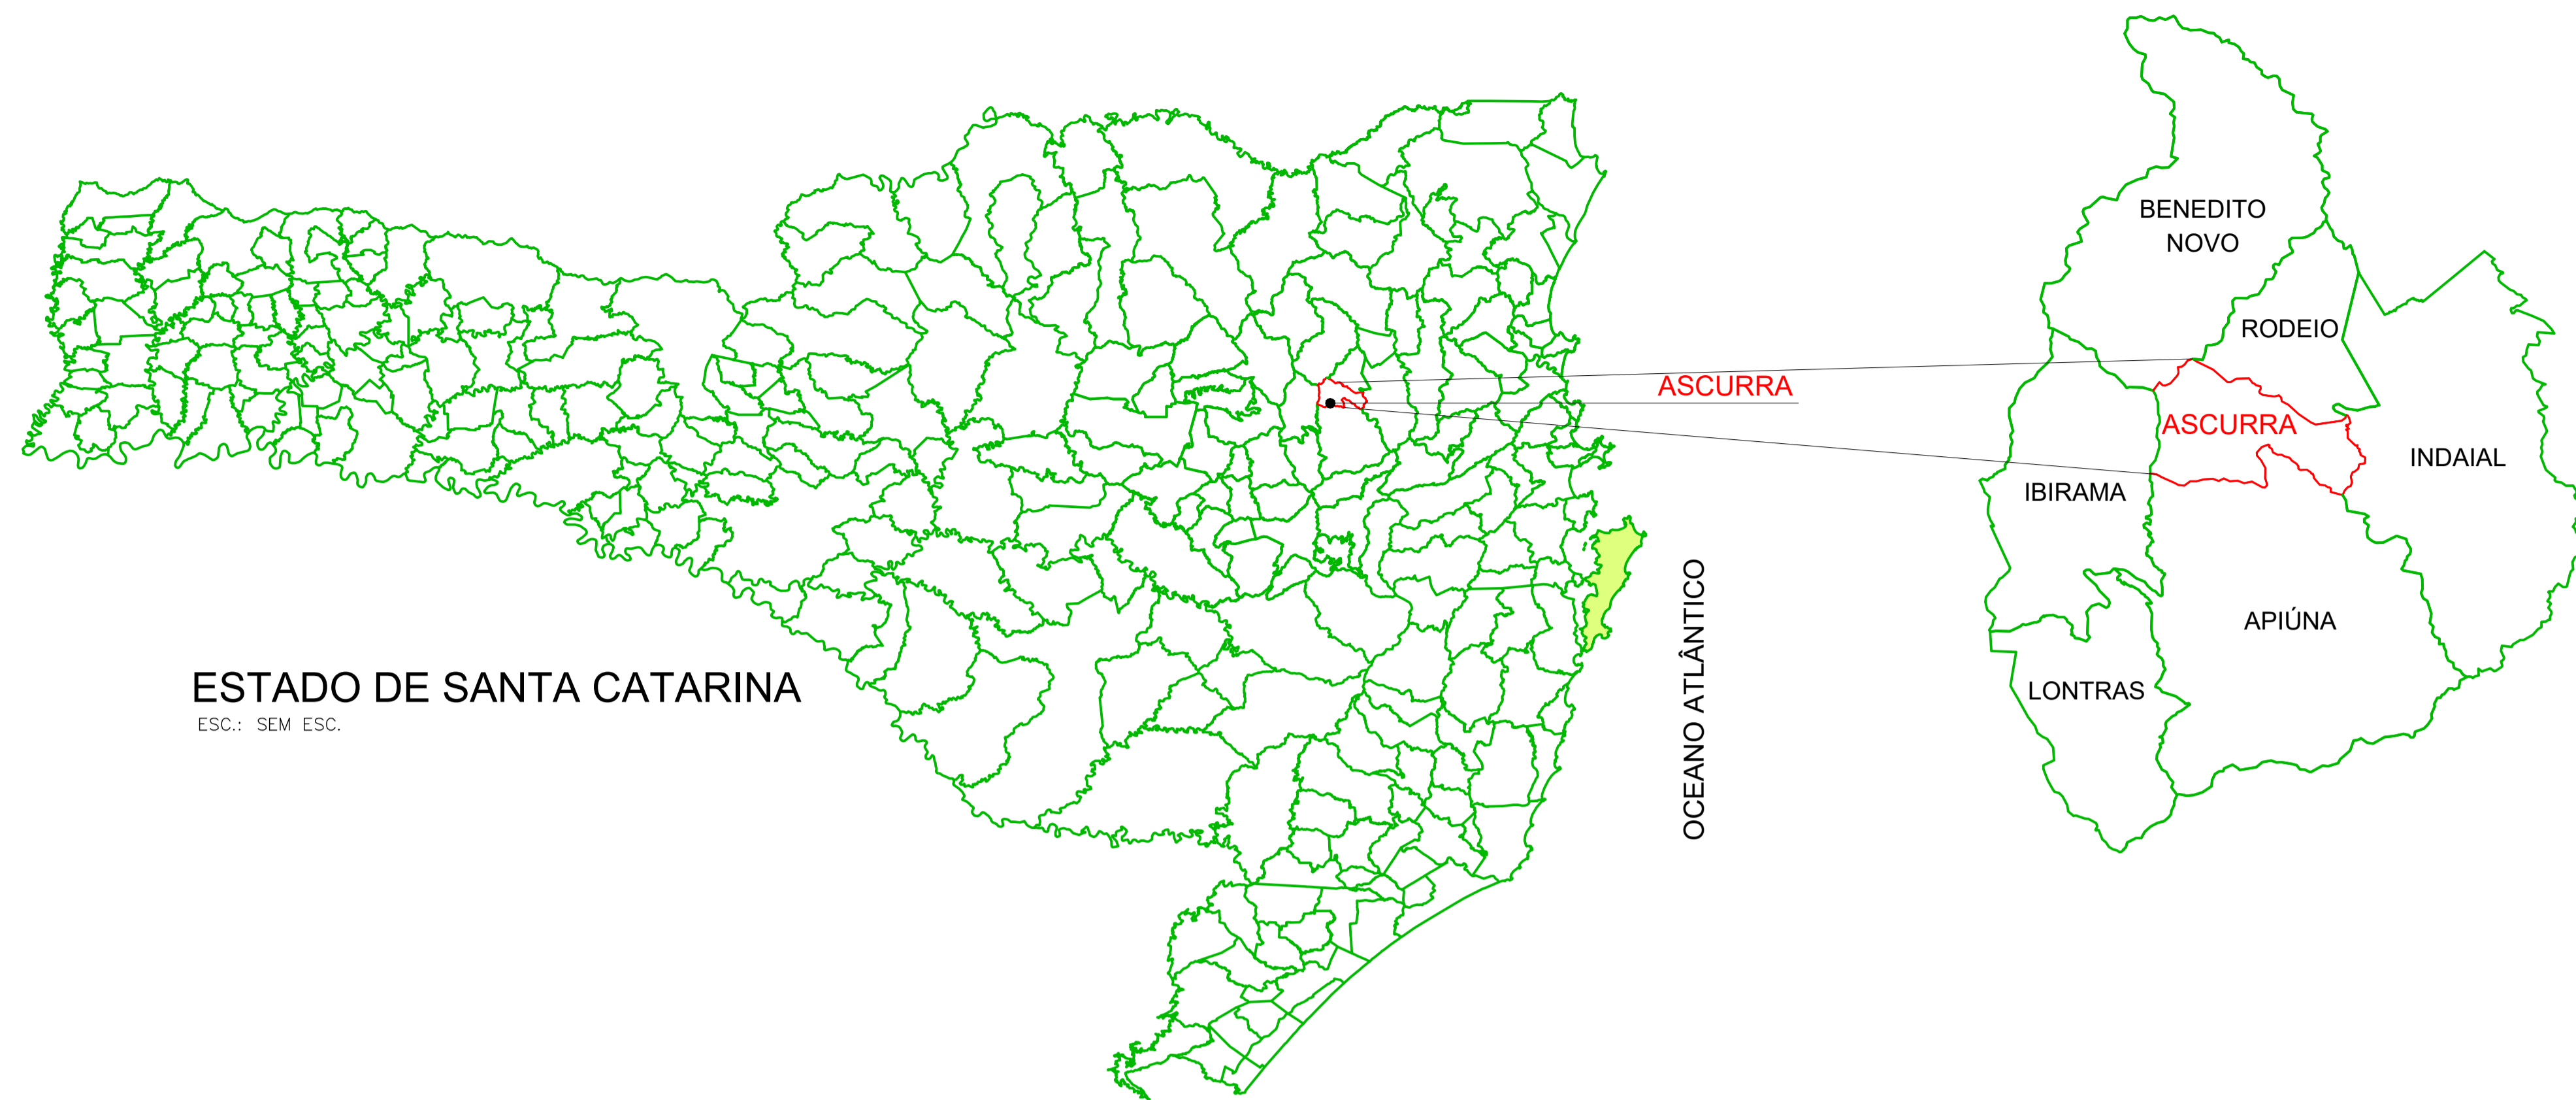 ESTADO DE SANTA CATARINA
ESC.: SEM ESC.
ASCURRA
OCEANO ATLÂNTICO
BENEDITO
NOVO
RODEIO
ASCURRA
INDAIAL
IBIRAMA
APIÚNA
LONTRAS